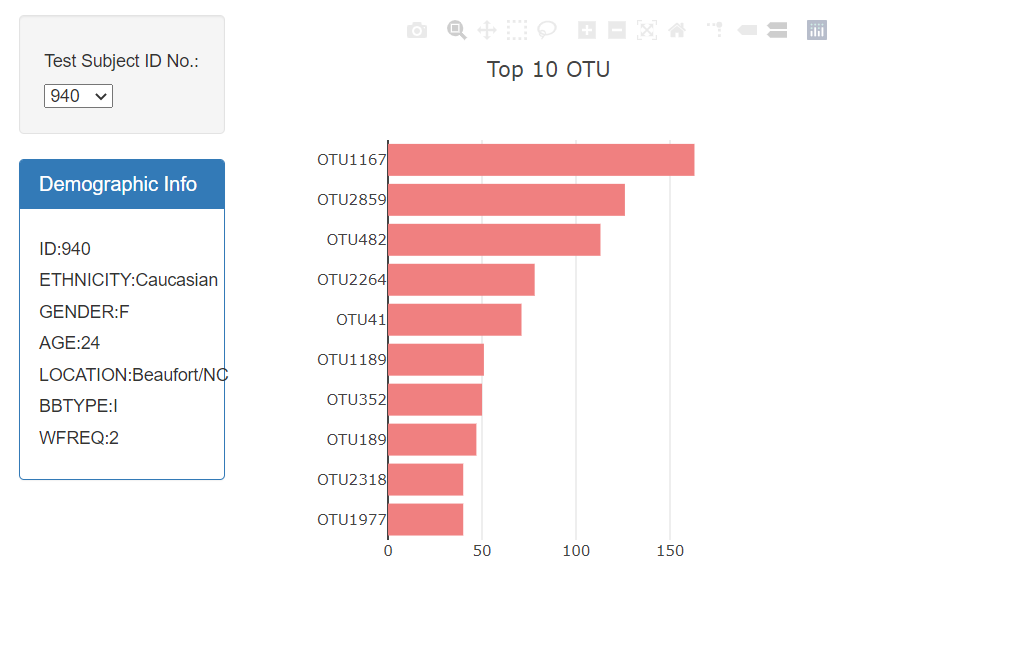 Test Subject ID No.:
940
Demographic Info
ID:940
ETHNICITY:Caucasian
GENDER:F
AGE:24
LOCATION:Beaufort/NC
BBTYPE:I
WFREQ:2
Top 10 OTU
OTU1167
OTU2859
OTU482
OTU2264
OTU41
OTU1189
OTU352
OTU189
OTU2318
OTU1977
0 50 100 150